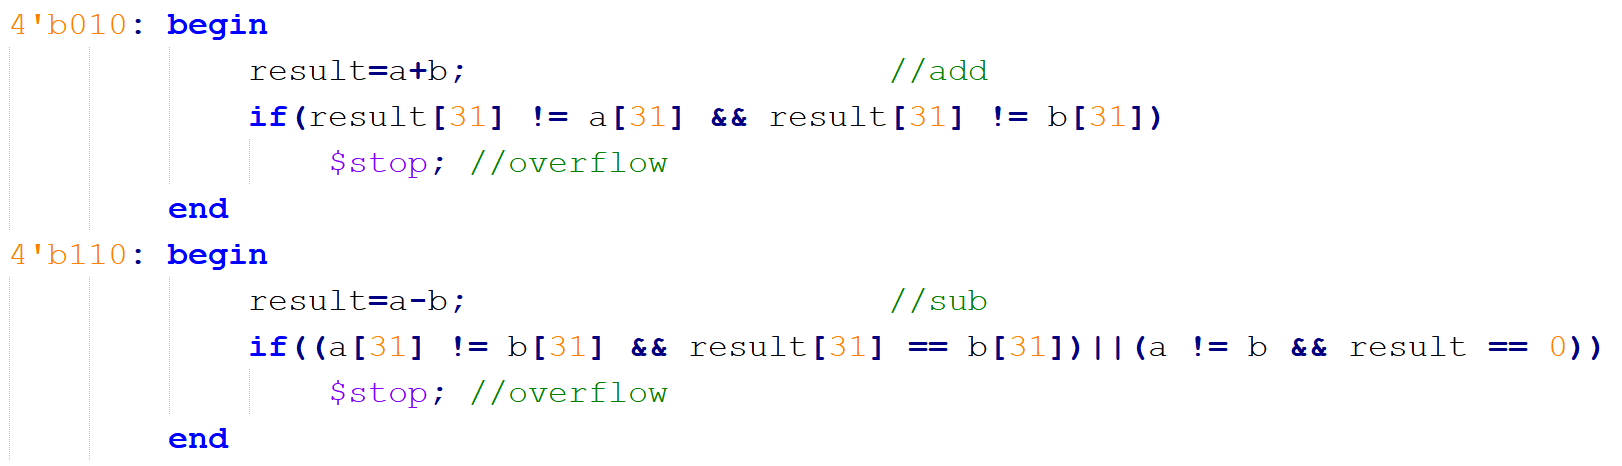 4'b010: begin
result=a+b; //add
if(result[31] != a[31] && result[31] != b[31])
$stop; //overflow
end
4'b110: begin
result=a-b; //sub
if((a[31] != b[31] && result[31] == b[31])||(a != b && result == 0))
$stop; //overflow
end